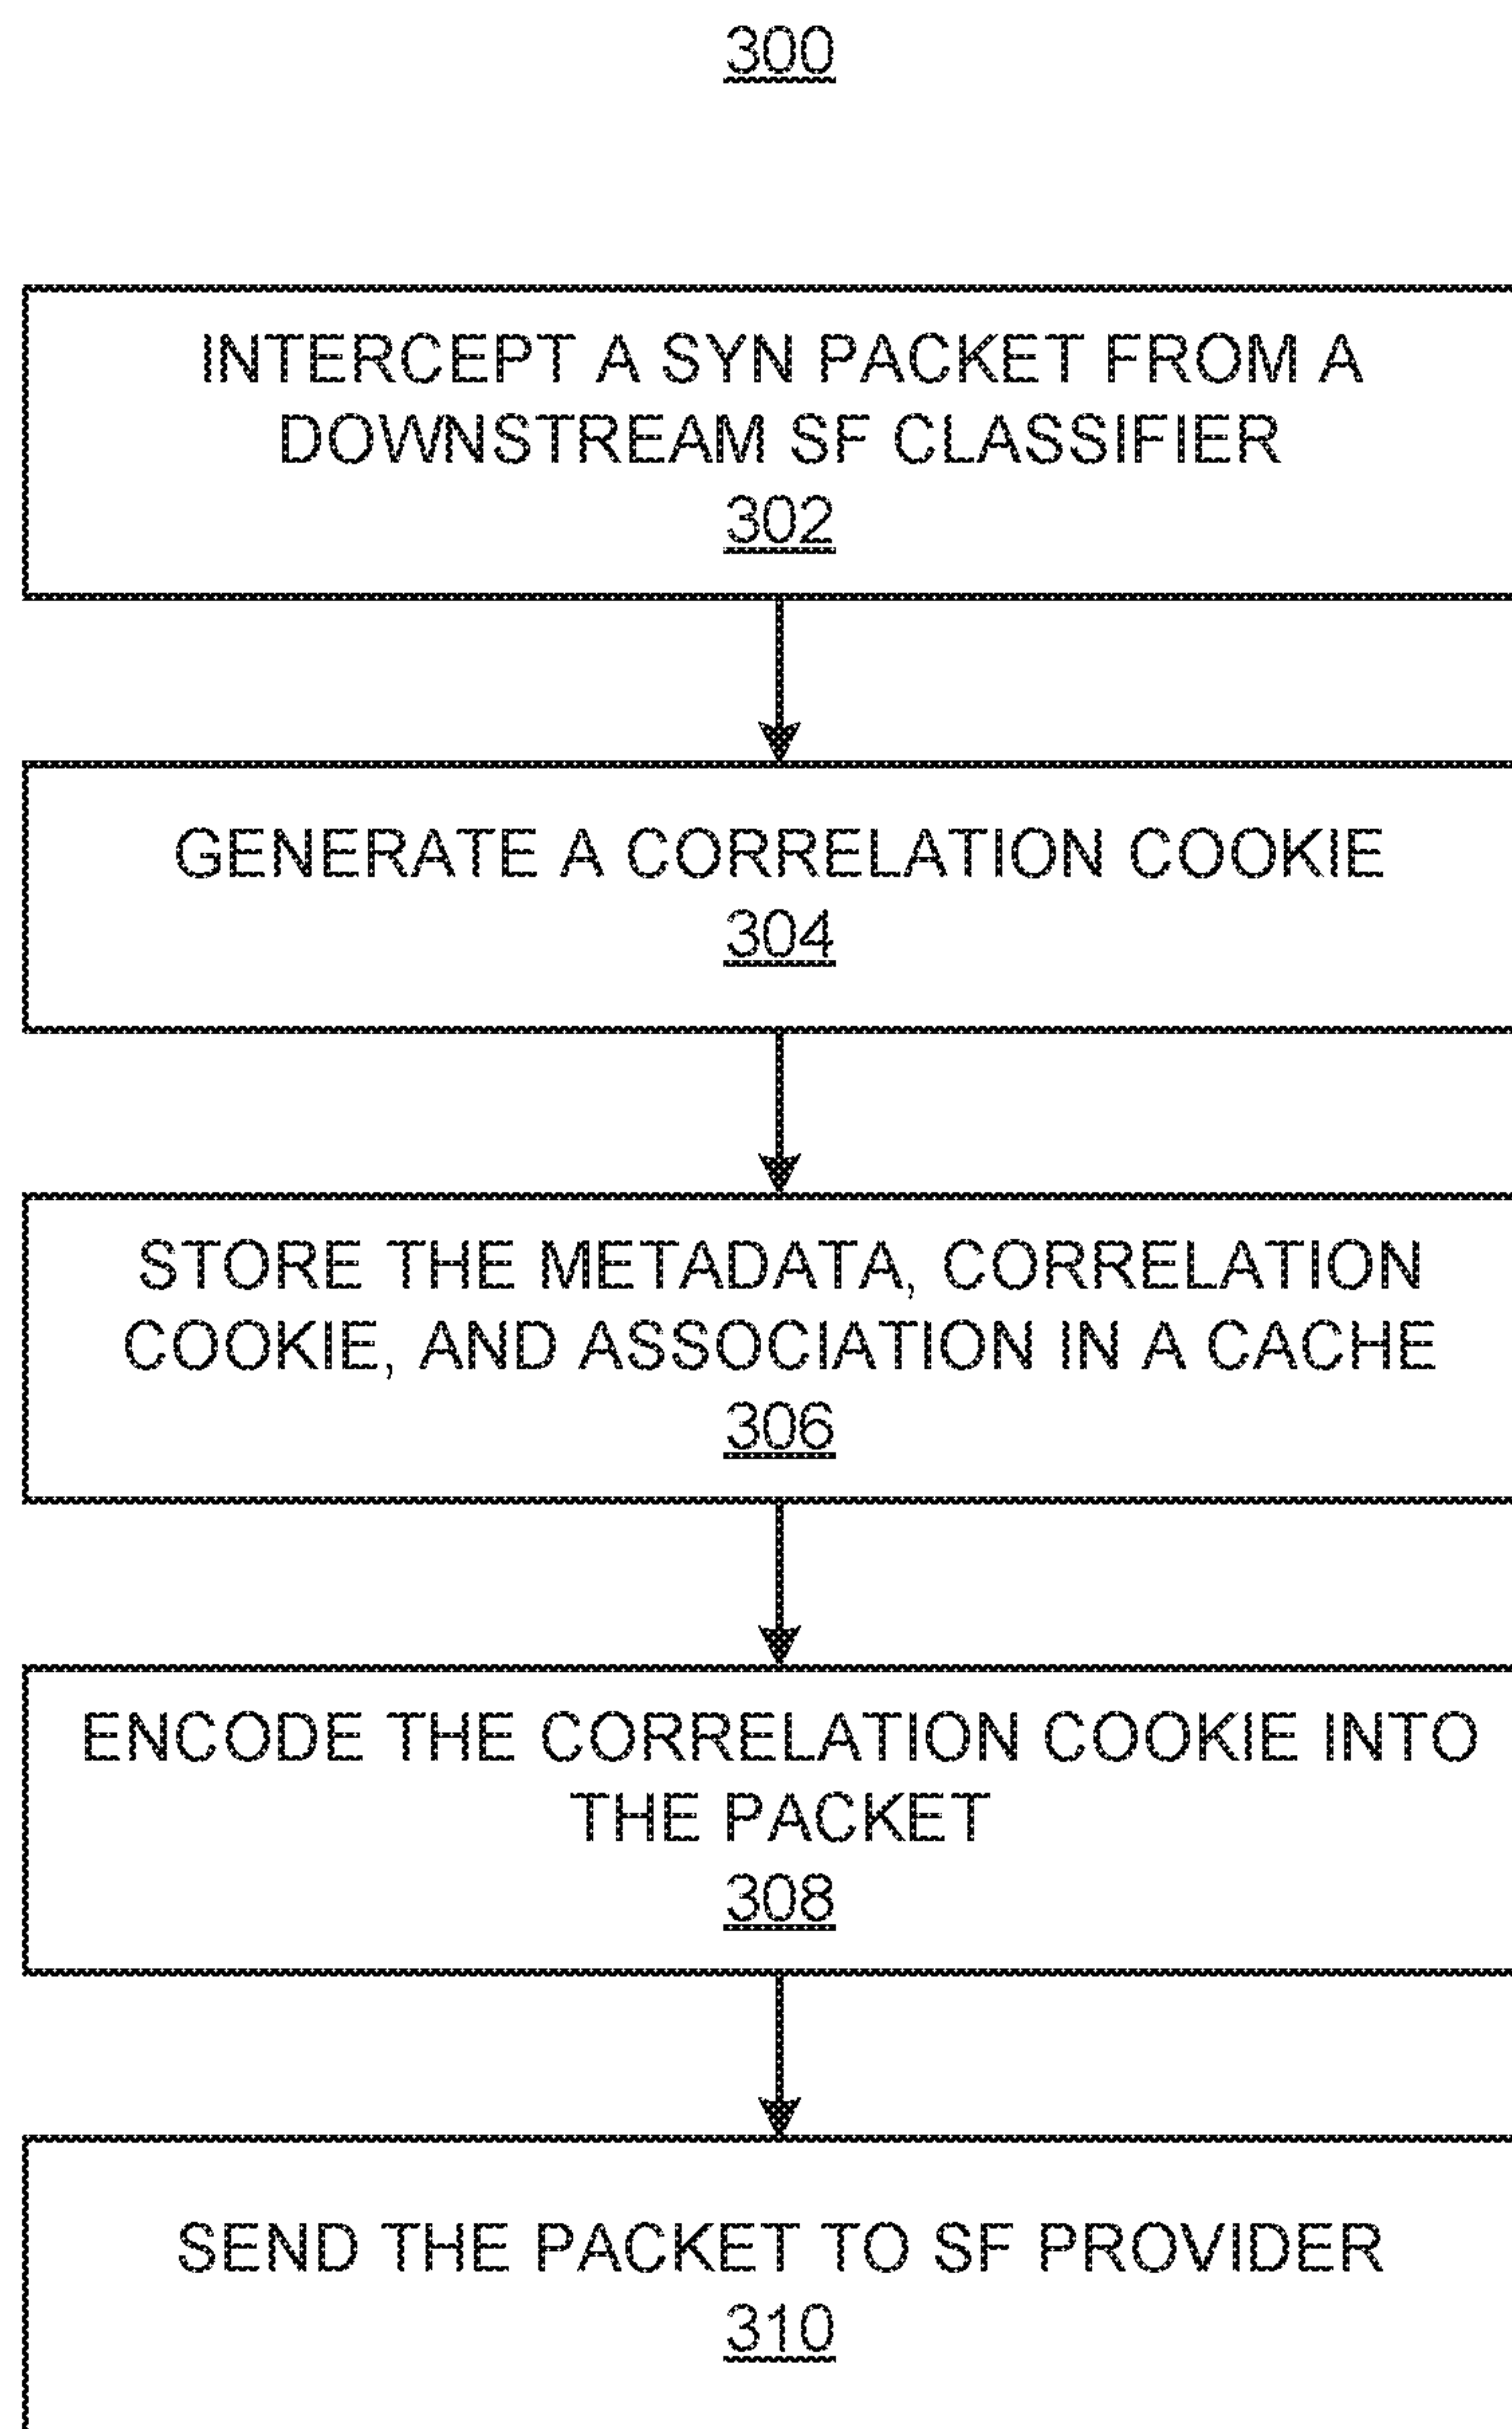 300
INTERCEPT A SYN PACKET FROM A
DOWNSTREAM SF CLASSIFIER
302
GENERATE A CORRELATION COOKIE
304
STORE THE METADATA, CORRELATION
COOKIE, AND ASSOCIATION IN A CACHE
306
ENCODE THE CORRELATION COOKIE INTO
THE PACKET
308
SEND THE PACKET TO SF PROVIDER
310